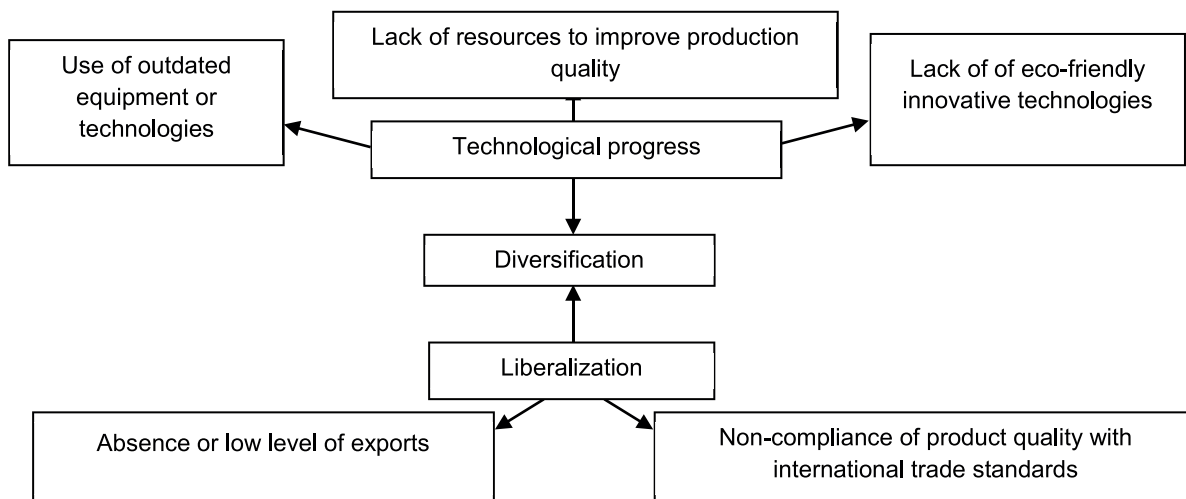 Lack of resources to improve production
quality
Use of outdated
equipment or
technologies
Lack of of eco-friendly
innovative technologies
Technological progress
Diversification
Liberalization
Absence or low level of exports
Non-compliance of product quality with
international trade standards